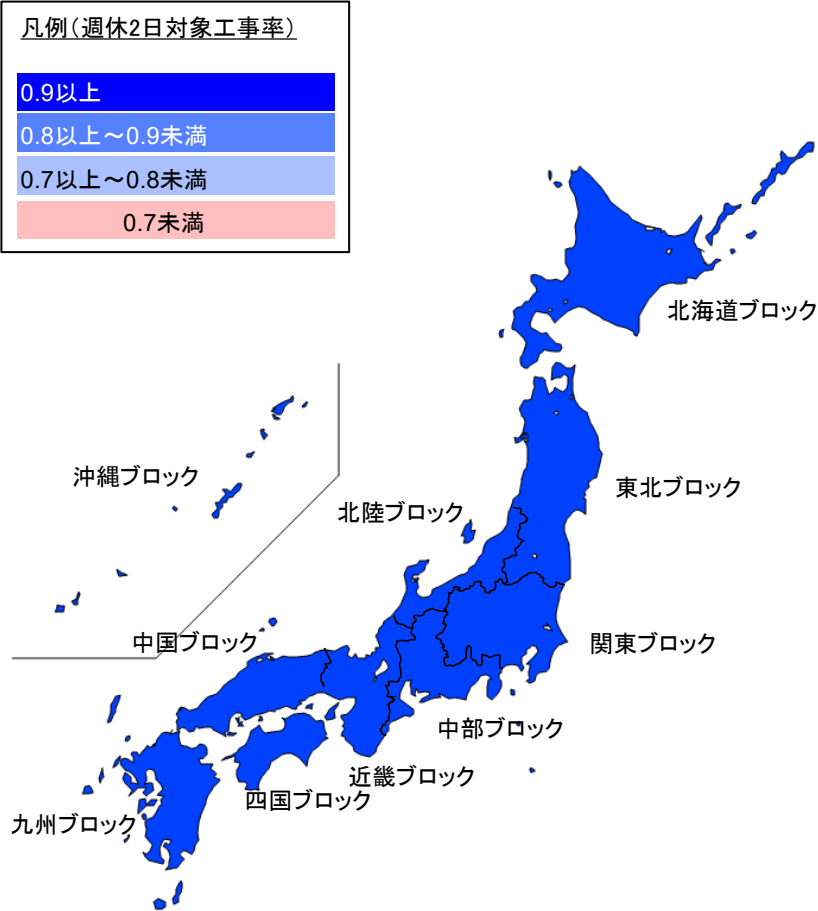 凡例（週休2日対象工事率）
0.9以上
0.8以上～0.9未満
0.7以上～0.8未満
0.7未満
北海道ブロック
沖縄ブロック
東北ブロック
北陸ブロック
中国ブロック
関東ブロック
中部ブロック
近畿ブロック
四国ブロック
九州ブロック